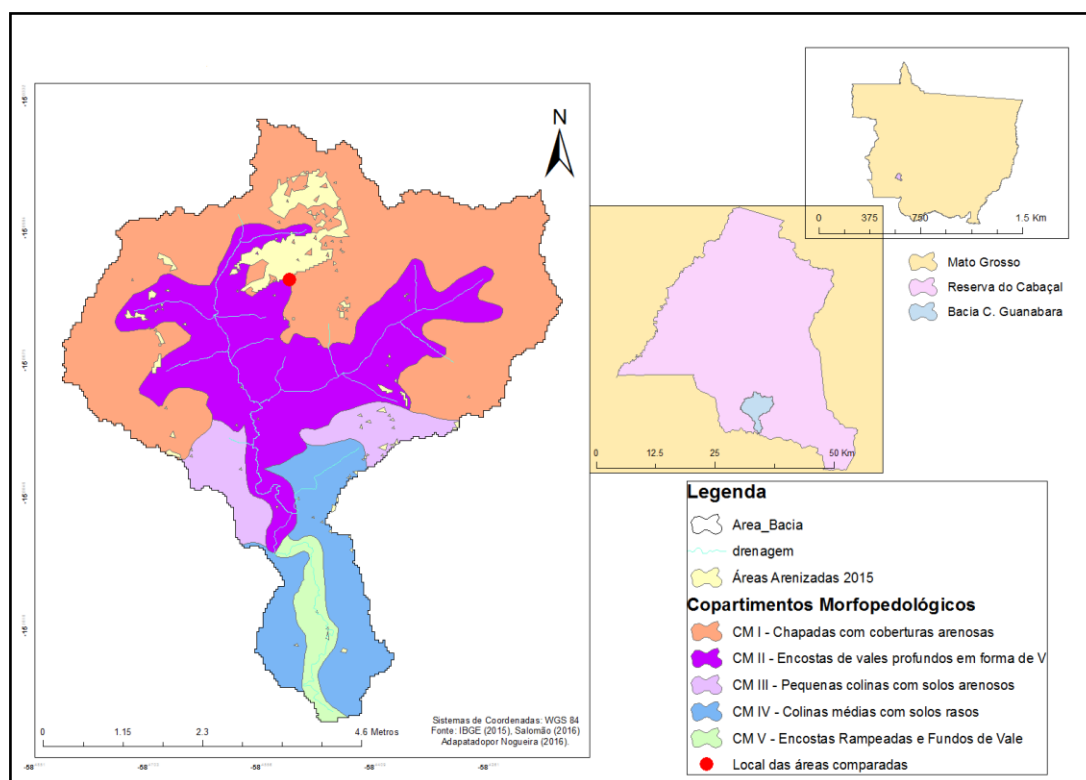 N
0 1.15 2.3 4.6 Metros
Sistemas de Coordenadas: WGS 84
Fonte: IBGE (2015), Salomão (2016)
Adapatadopor Nogueira (2016).
0 375 750 1.5 Km
Mato Grosso
Reserva do Cabaçal
Bacia C. Guanabara
0 12.5 25 50 Km
Legenda
Area_Bacia
drenagem
Áreas Arenizadas 2015
Copartimentos Morfopedológicos
CM I - Chapadas com coberturas arenosas
CM II - Encostas de vales profundos em forma de V
CM III - Pequenas colinas com solos arenosos
CM IV - Colinas médias com solos rasos
CM V - Encostas Rampeadas e Fundos de Vale
Local das áreas comparadas